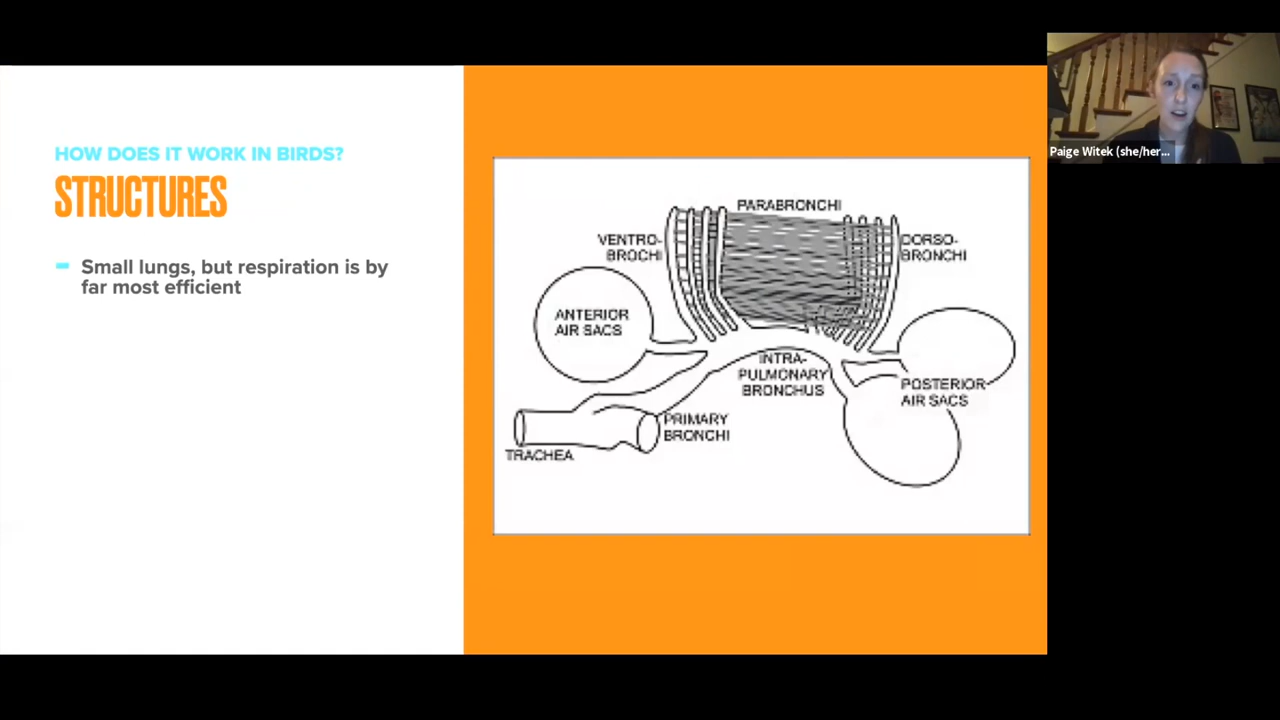 HOW DOES IT WORK IN BIRDS?
STRUCTURES
Small lungs, but respiration is by
far most efficient
PARABRONCHI
VENTRO-
BROCHI
DORSO-
BRONCHI
ANTERIOR
AIR SACS
INTRA-
PULMONARY
BRONCHUS
POSTERIOR
AIR SACS
PRIMARY
BRONCHI
TRACHEA
Paige Witek (she/her...